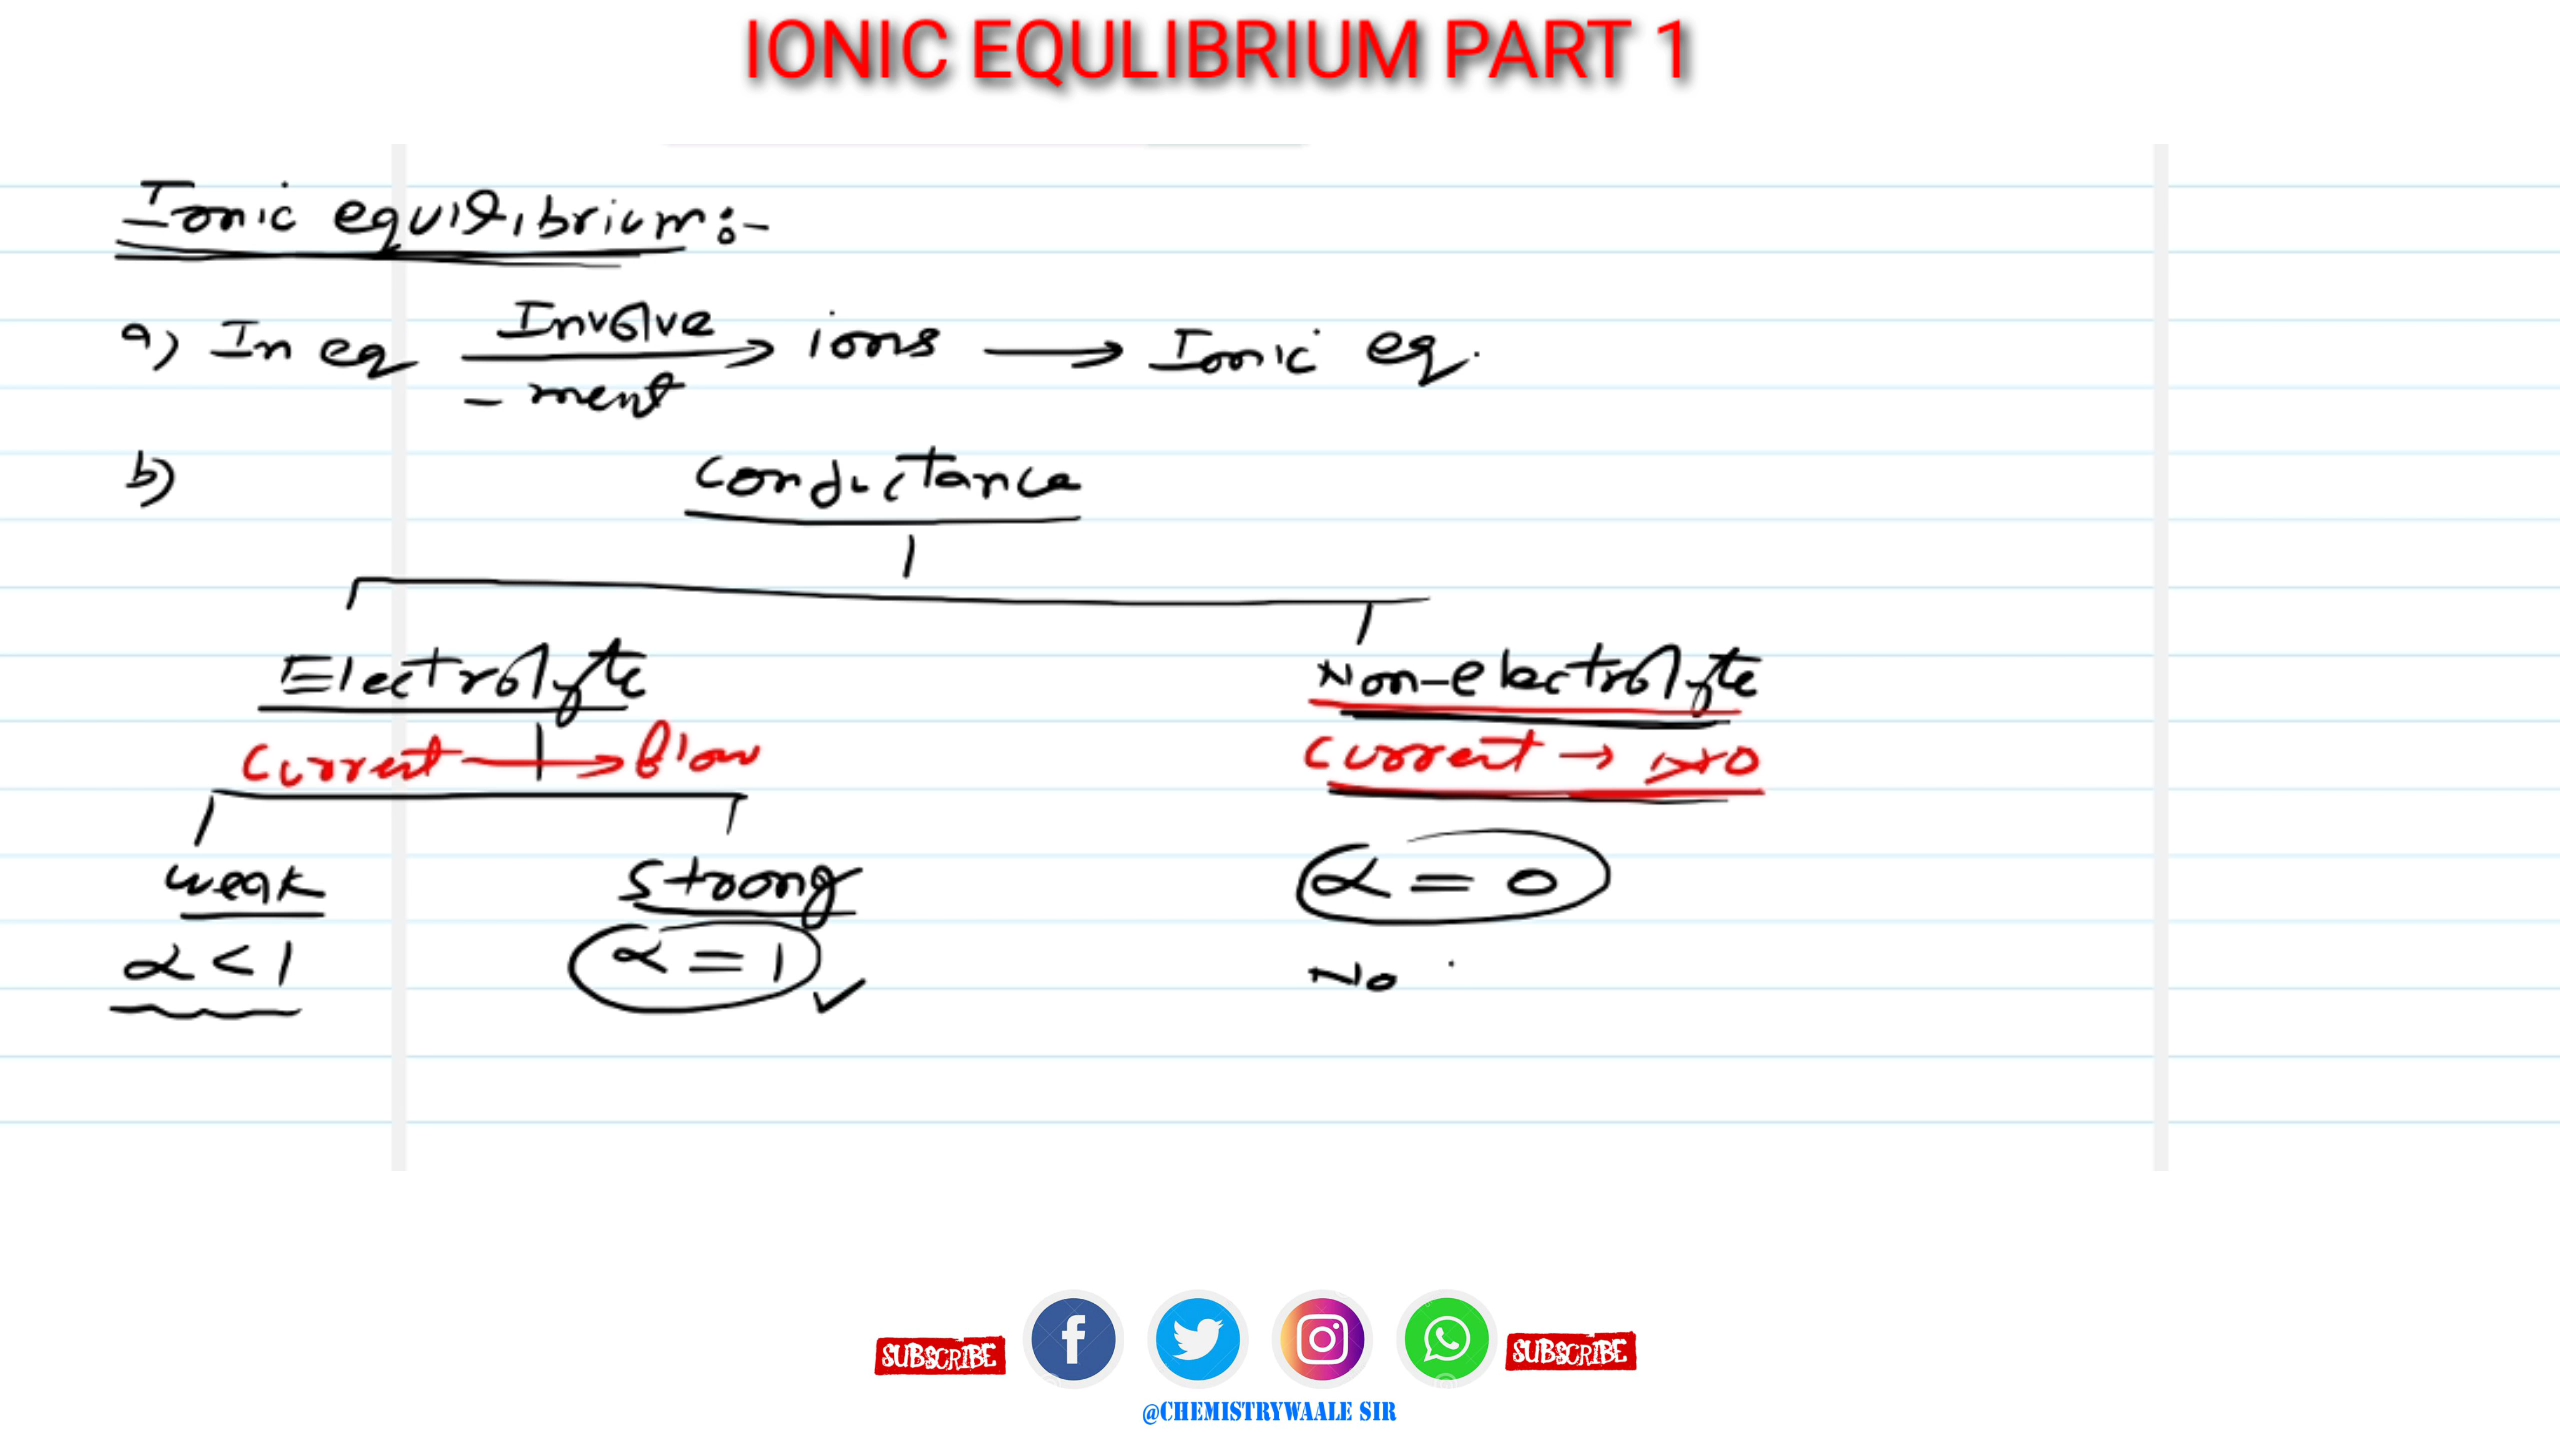 IONIC EQULIBRIUM PART 1
Ionic equilibrium:-
a) In eq Involve ions → Ionic eq.
- ment
b) Conductance
Electrolyte Non-electrolyte
Current → flow Current → No
weak Strong α = 0
α < 1 α = 1 ✓ No
SUBSCRIBE SUBSCRIBE
@CHEMISTRYWAALE SIR